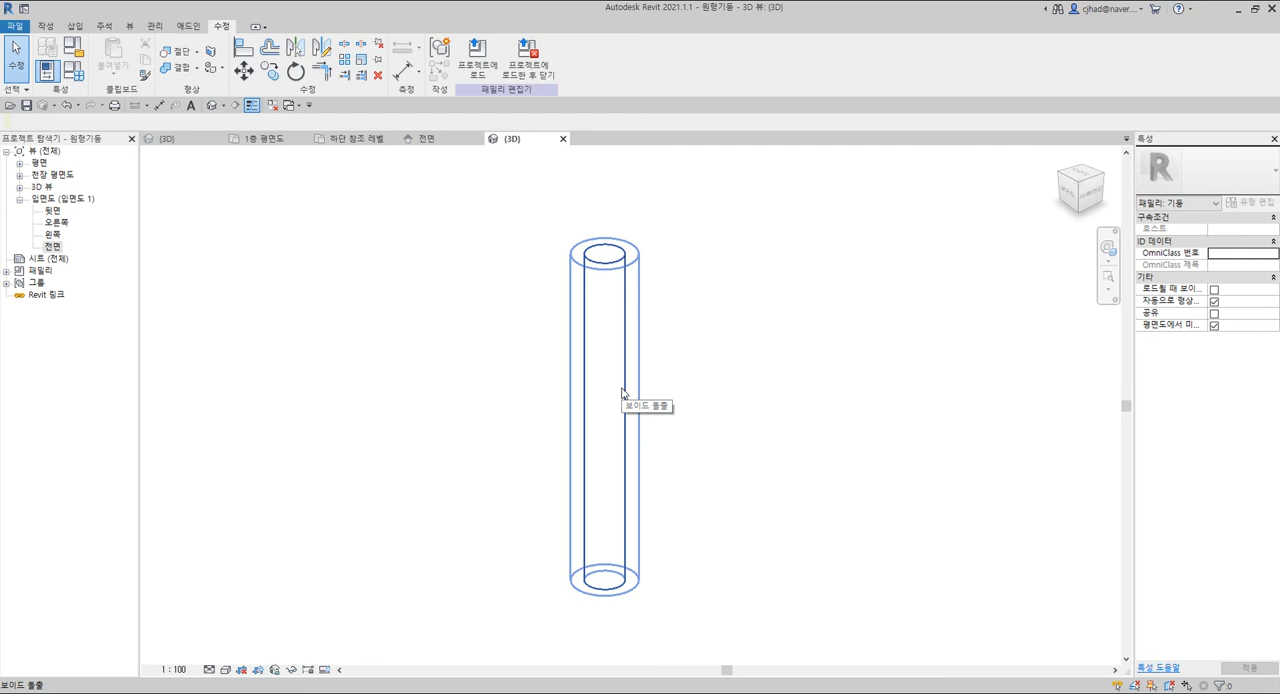 Autodesk Revit 2021.1.1 - 원형기둥 - 3D 뷰: {3D}
cjhad@naver....
파일 작성 삽입 주석 뷰 관리 애드인 수정
수정
붙여넣기
절단
결합
프로젝트에 로드
프로젝트에 로드한 후 닫기
선택 특성 클립보드 형상 수정 측정 작성 패밀리 편집기
프로젝트 탐색기 - 원형기둥
{3D} 1층 평면도 하단 참조 레벨 전면 {3D}
뷰 (전체)
평면
천장 평면도
3D 뷰
입면도 (입면도 1)
뒷면
오른쪽
왼쪽
전면
시트 (전체)
패밀리
그룹
Revit 링크
보이드 돌출
특성
패밀리: 기둥
유형 편집
구속조건
호스트
ID 데이터
OmniClass 번호
OmniClass 제목
기타
로드될 때 보이...
자동으로 형상...
공유
평면도에서 미...
특성 도움말
적용
1 : 100
보이드 돌출
:0